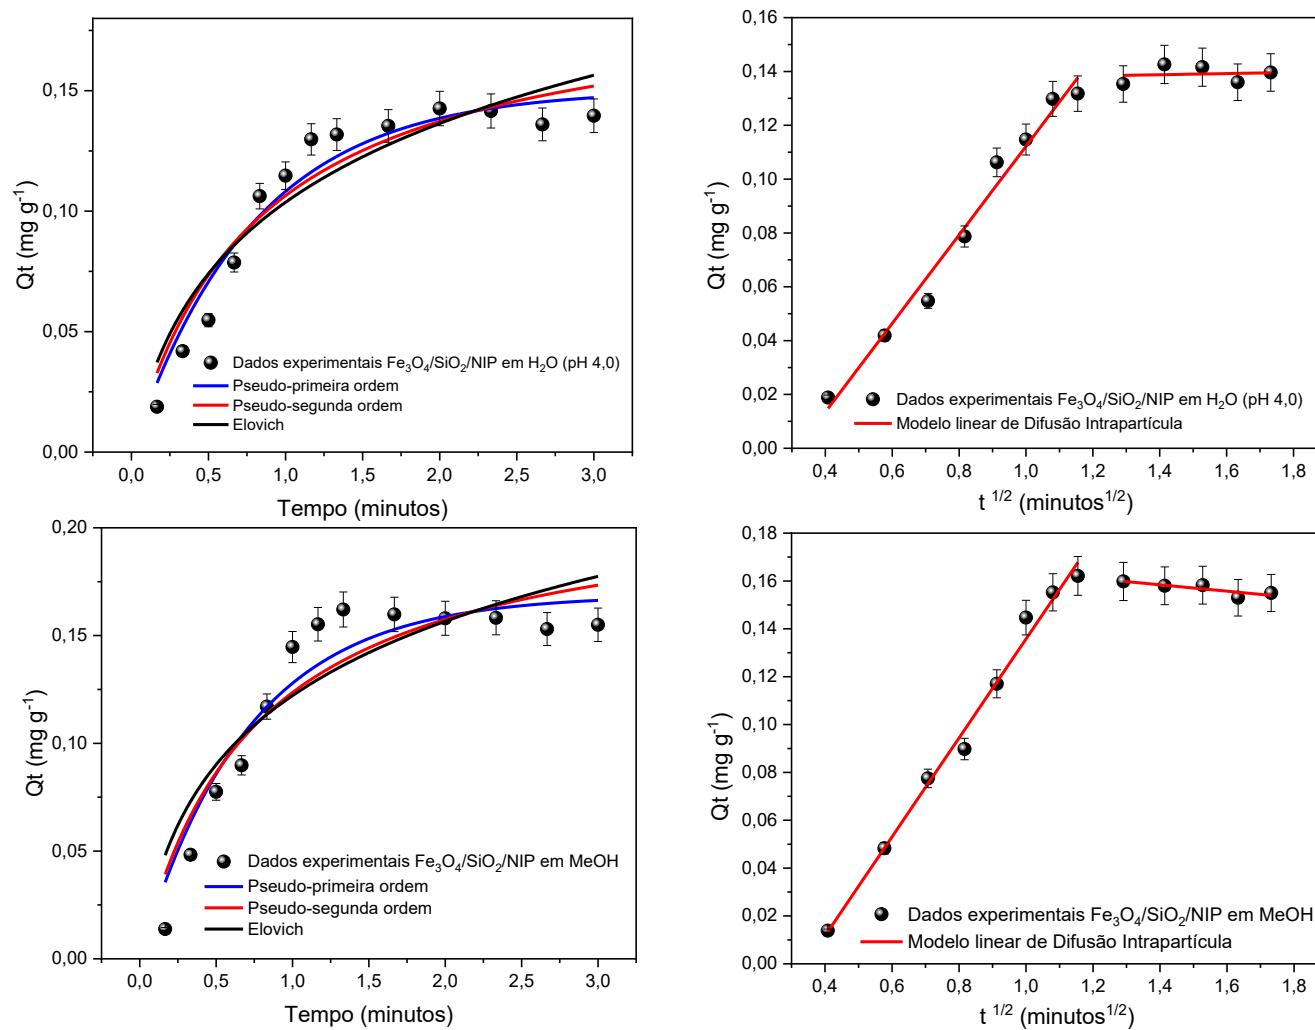 0,15
0,10
0,05
0,00
Qt (mg g⁻¹)
Dados experimentais Fe₃O₄/SiO₂/NIP em H₂O (pH 4,0)
Pseudo-primeira ordem
Pseudo-segunda ordem
Elovich
0,0 0,5 1,0 1,5 2,0 2,5 3,0
Tempo (minutos)
0,16
0,14
0,12
0,10
0,08
0,06
0,04
0,02
0,00
Qt (mg g⁻¹)
Dados experimentais Fe₃O₄/SiO₂/NIP em H₂O (pH 4,0)
Modelo linear de Difusão Intrapartícula
0,4 0,6 0,8 1,0 1,2 1,4 1,6 1,8
t ¹/² (minutos¹/²)
0,20
0,15
0,10
0,05
0,00
Qt (mg g⁻¹)
Dados experimentais Fe₃O₄/SiO₂/NIP em MeOH
Pseudo-primeira ordem
Pseudo-segunda ordem
Elovich
0,0 0,5 1,0 1,5 2,0 2,5 3,0
Tempo (minutos)
0,18
0,16
0,14
0,12
0,10
0,08
0,06
0,04
0,02
0,00
Qt (mg g⁻¹)
Dados experimentais Fe₃O₄/SiO₂/NIP em MeOH
Modelo linear de Difusão Intrapartícula
0,4 0,6 0,8 1,0 1,2 1,4 1,6 1,8
t ¹/² (minutos¹/²)